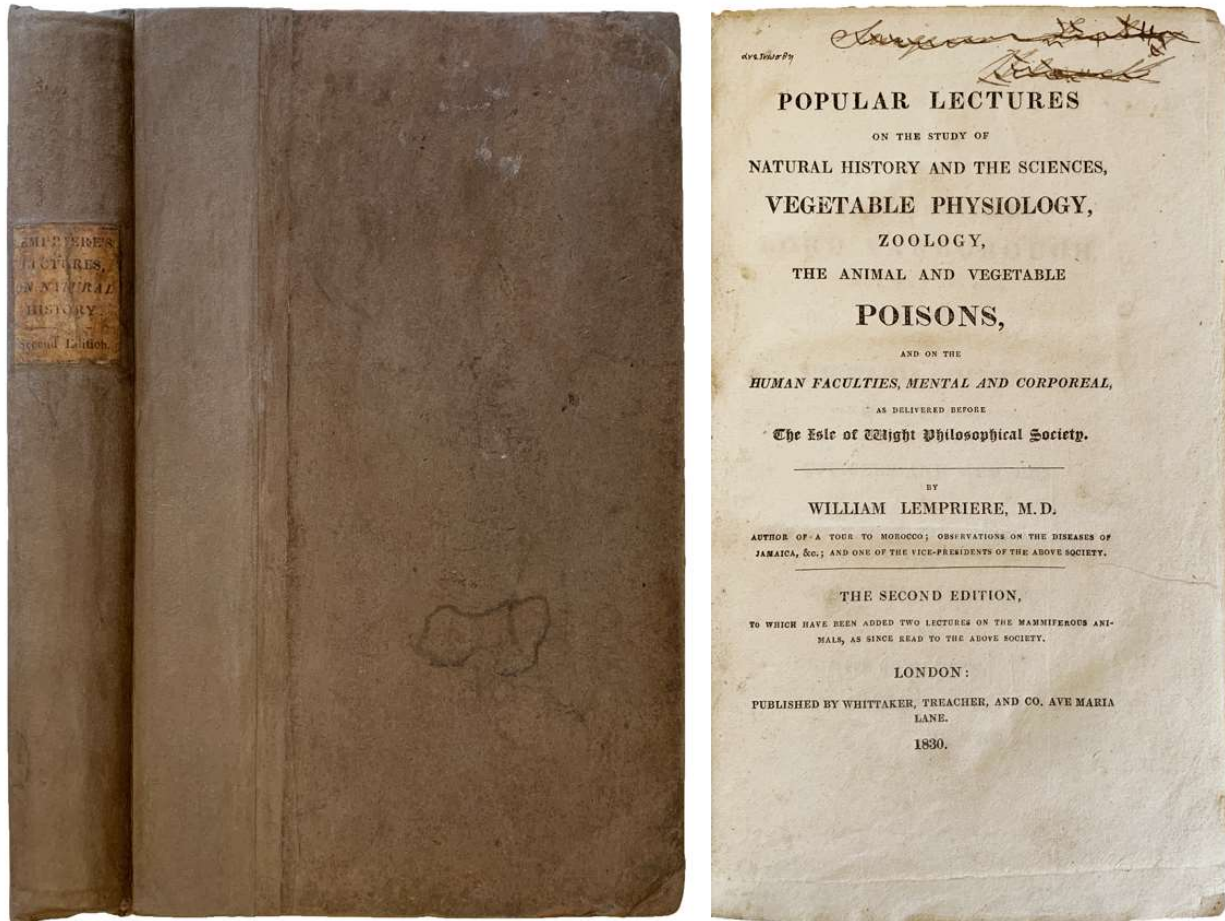 LEMPRIERE'S
LECTURES,
ON NATURAL
HISTORY.
Second Edition.
POPULAR LECTURES
ON THE STUDY OF
NATURAL HISTORY AND THE SCIENCES,
VEGETABLE PHYSIOLOGY,
ZOOLOGY,
THE ANIMAL AND VEGETABLE
POISONS,
AND ON THE
HUMAN FACULTIES, MENTAL AND CORPOREAL,
AS DELIVERED BEFORE
The Isle of Wight Philosophical Society.
BY
WILLIAM LEMPRIERE, M.D.
AUTHOR OF A TOUR TO MOROCCO; OBSERVATIONS ON THE DISEASES OF
JAMAICA, &c.; AND ONE OF THE VICE-PRESIDENTS OF THE ABOVE SOCIETY.
THE SECOND EDITION,
TO WHICH HAVE BEEN ADDED TWO LECTURES ON THE MAMMIFEROUS ANI-
MALS, AS SINCE READ TO THE ABOVE SOCIETY.
LONDON:
PUBLISHED BY WHITTAKER, TREACHER, AND CO. AVE MARIA
LANE.
1830.